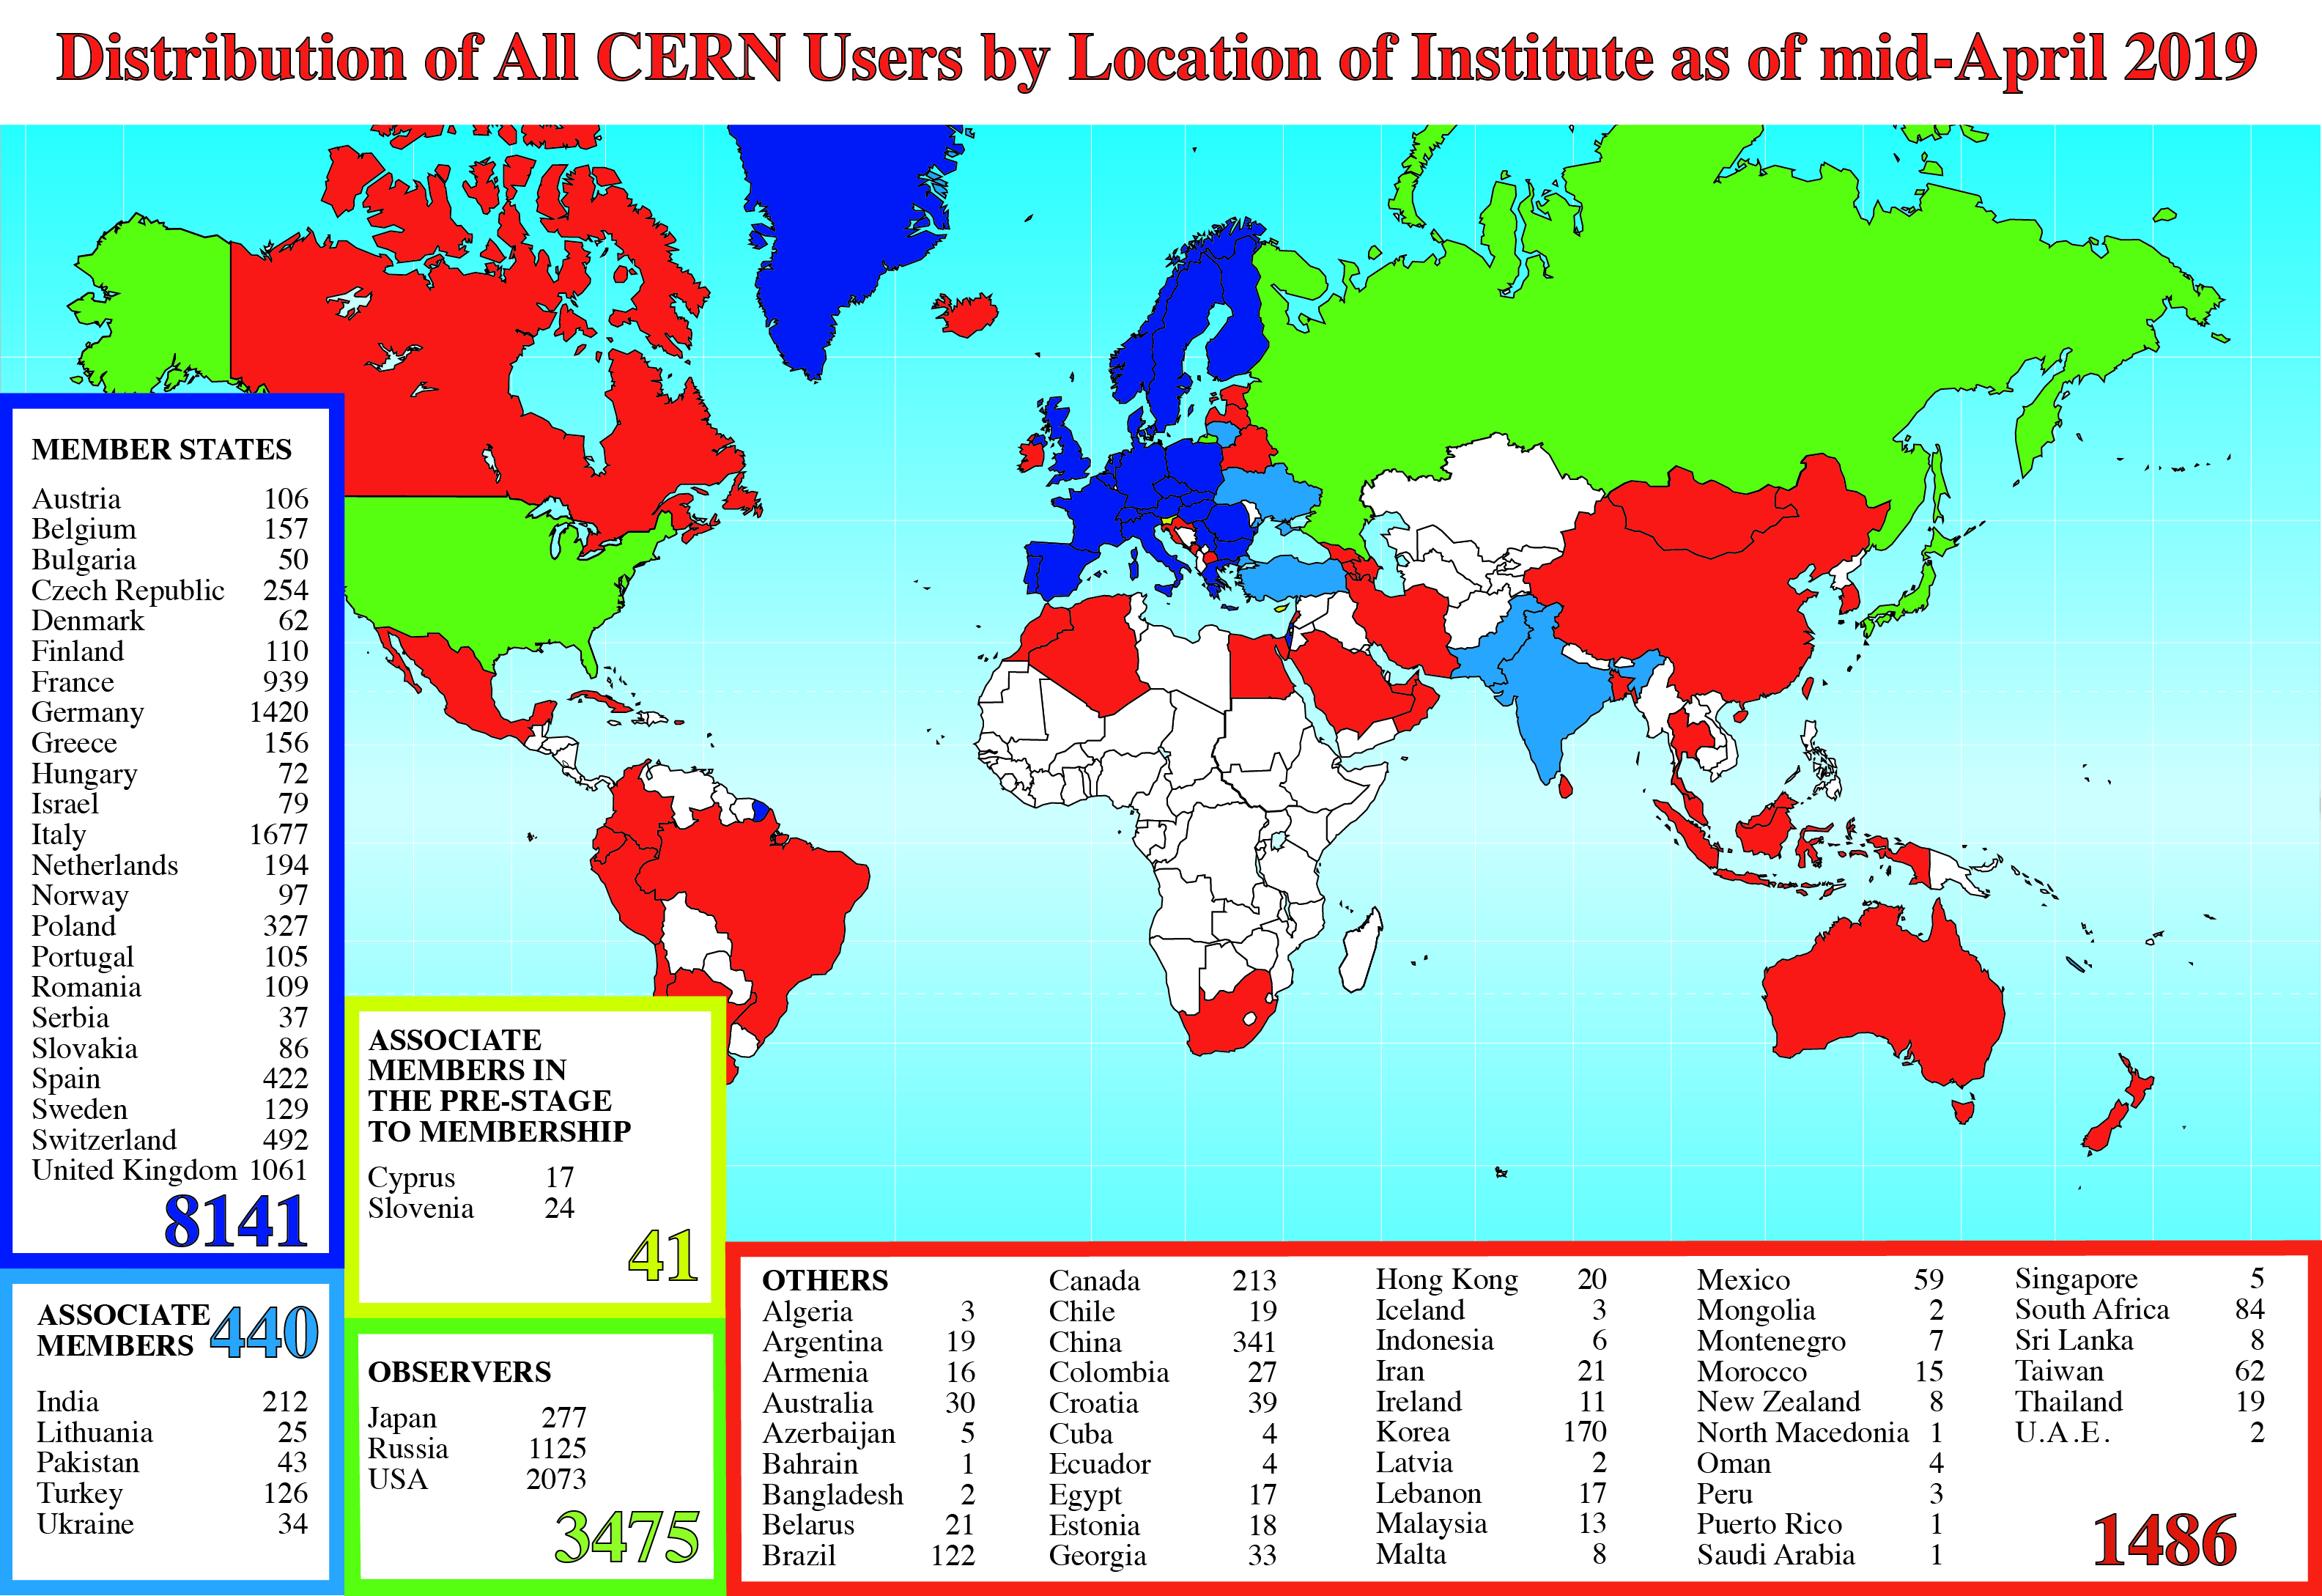 Distribution of All CERN Users by Location of Institute as of mid-April 2019
MEMBER STATES
Austria 106
Belgium 157
Bulgaria 50
Czech Republic 254
Denmark 62
Finland 110
France 939
Germany 1420
Greece 156
Hungary 72
Israel 79
Italy 1677
Netherlands 194
Norway 97
Poland 327
Portugal 105
Romania 109
Serbia 37
Slovakia 86
Spain 422
Sweden 129
Switzerland 492
United Kingdom 1061
8141
ASSOCIATE
MEMBERS 440
India 212
Lithuania 25
Pakistan 43
Turkey 126
Ukraine 34
ASSOCIATE
MEMBERS IN
THE PRE-STAGE
TO MEMBERSHIP
Cyprus 17
Slovenia 24
41
OBSERVERS
Japan 277
Russia 1125
USA 2073
3475
OTHERS
Algeria 3
Argentina 19
Armenia 16
Australia 30
Azerbaijan 5
Bahrain 1
Bangladesh 2
Belarus 21
Brazil 122
Canada 213
Chile 19
China 341
Colombia 27
Croatia 39
Cuba 4
Ecuador 4
Egypt 17
Estonia 18
Georgia 33
Hong Kong 20
Iceland 3
Indonesia 6
Iran 21
Ireland 11
Korea 170
Latvia 2
Lebanon 17
Malaysia 13
Malta 8
Mexico 59
Mongolia 2
Montenegro 7
Morocco 15
New Zealand 8
North Macedonia 1
Oman 4
Peru 3
Puerto Rico 1
Saudi Arabia 1
Singapore 5
South Africa 84
Sri Lanka 8
Taiwan 62
Thailand 19
U.A.E. 2
1486